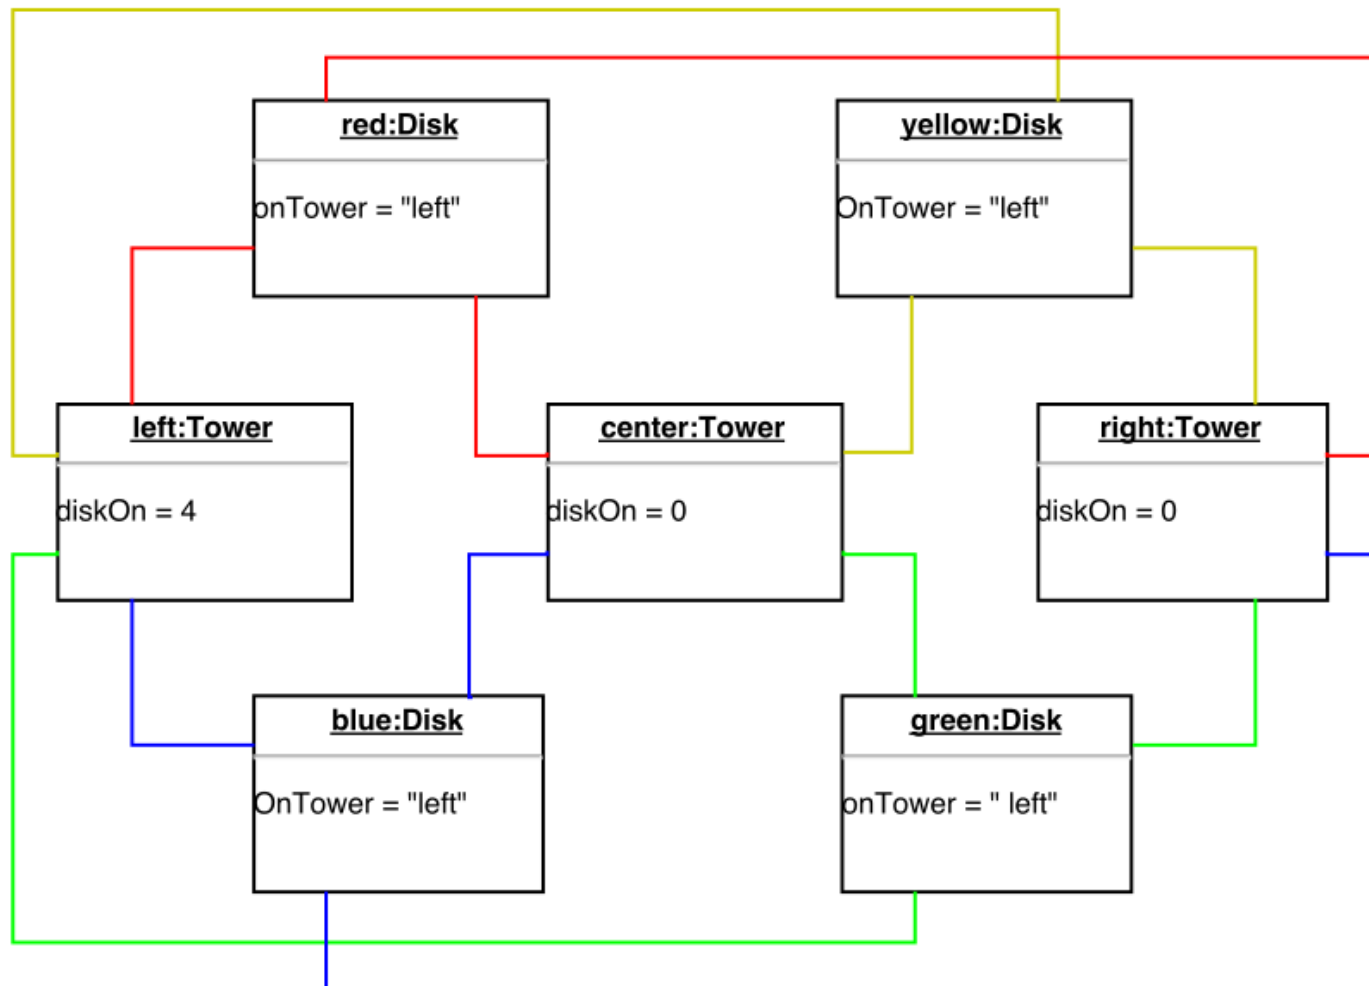 red:Disk
onTower = "left"
yellow:Disk
OnTower = "left"
left:Tower
diskOn = 4
center:Tower
diskOn = 0
right:Tower
diskOn = 0
blue:Disk
OnTower = "left"
green:Disk
onTower = " left"